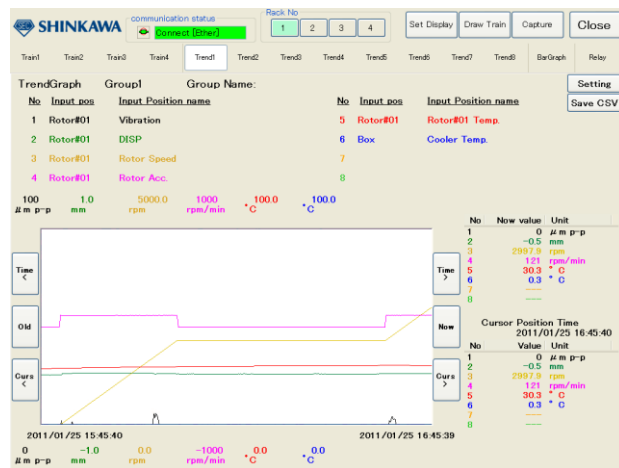 SHINKAWA
communication status
Connect [Ether]
Rack No
1 2 3 4
Set Display Draw Train Capture Close
Train1 Train2 Train3 Train4 Trend1 Trend2 Trend3 Trend4 Trend5 Trend6 Trend7 Trend8 BarGraph Relay
TrendGraph Group1 Group Name: Setting
Save CSV
No Input pos Input Position name No Input pos Input Position name
1 Rotor#01 Vibration 5 Rotor#01 Rotor#01 Temp.
2 Rotor#01 DISP 6 Box Cooler Temp.
3 Rotor#01 Rotor Speed 7
4 Rotor#01 Rotor Acc. 8
100 1.0 5000.0 1000 100.0 100.0
μm p-p mm rpm rpm/min °C °C
No Now value Unit
1 0 μm p-p
2 -0.5 mm
3 2997.9 rpm
4 121 rpm/min
5 30.3 °C
6 0.3 °C
7 ----
8 ----
Time <
Time >
Old
Now
Curs <
Curs >
Cursor Position Time
2011/01/25 16:45:40
No Value Unit
1 0 μm p-p
2 -0.5 mm
3 2997.9 rpm
4 121 rpm/min
5 30.3 °C
6 0.3 °C
7 ----
8 ----
2011/01/25 15:45:40 2011/01/25 16:45:39
0 -1.0 0.0 -1000 0.0 0.0
μm p-p mm rpm rpm/min °C °C